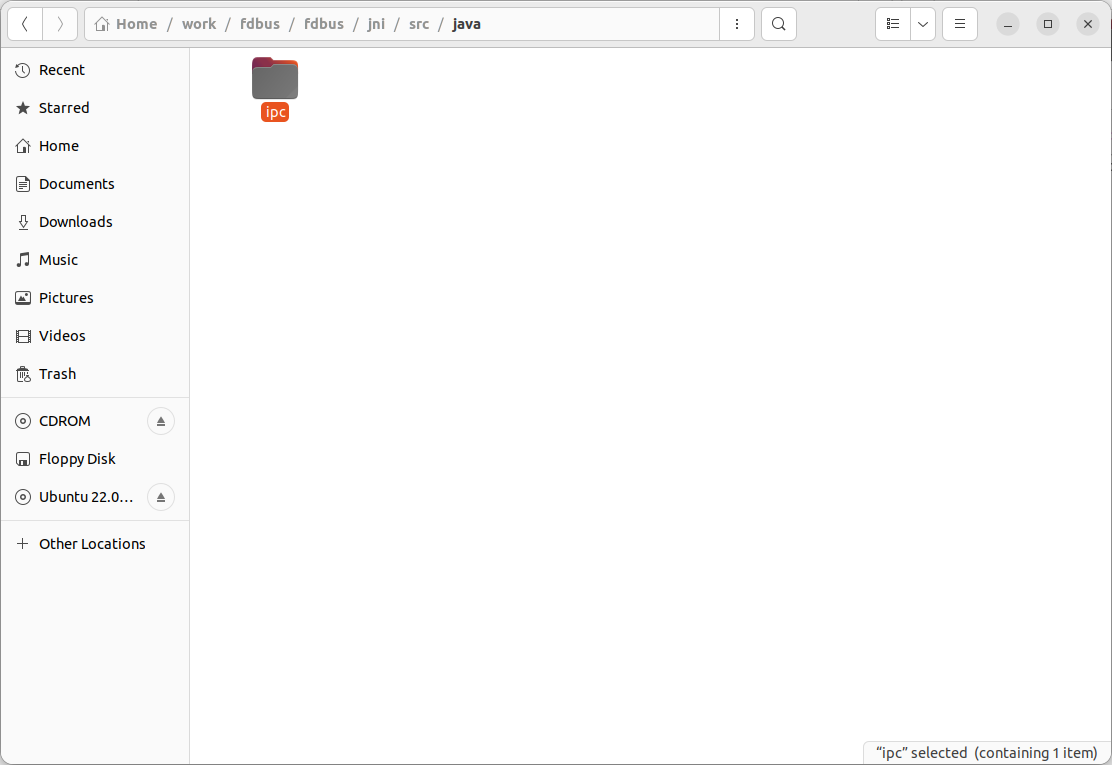 Home / work / fdbus / fdbus / jni / src / java
Recent
Starred
Home
Documents
Downloads
Music
Pictures
Videos
Trash
CDROM
Floppy Disk
Ubuntu 22.0…
Other Locations
ipc
“ipc” selected (containing 1 item)